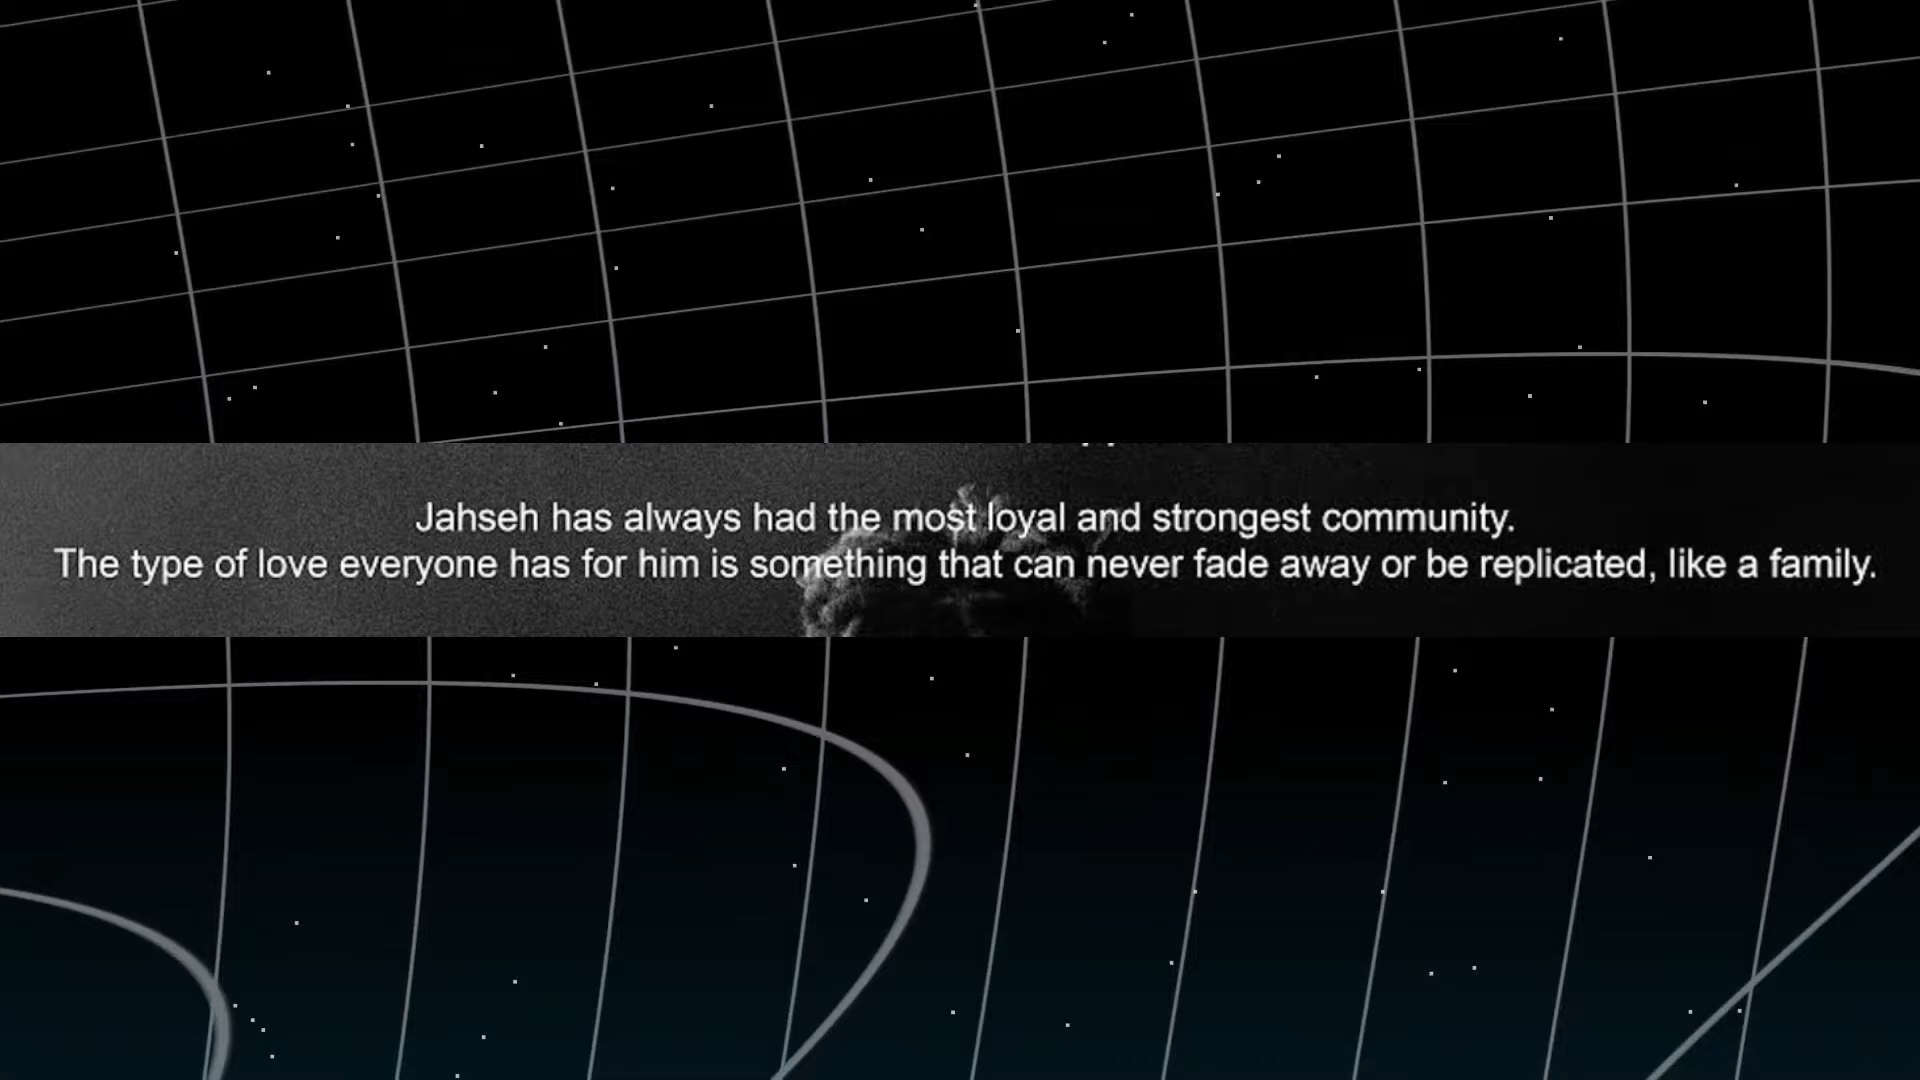 Jahseh has always had the most loyal and strongest community.
The type of love everyone has for him is something that can never fade away or be replicated, like a family.